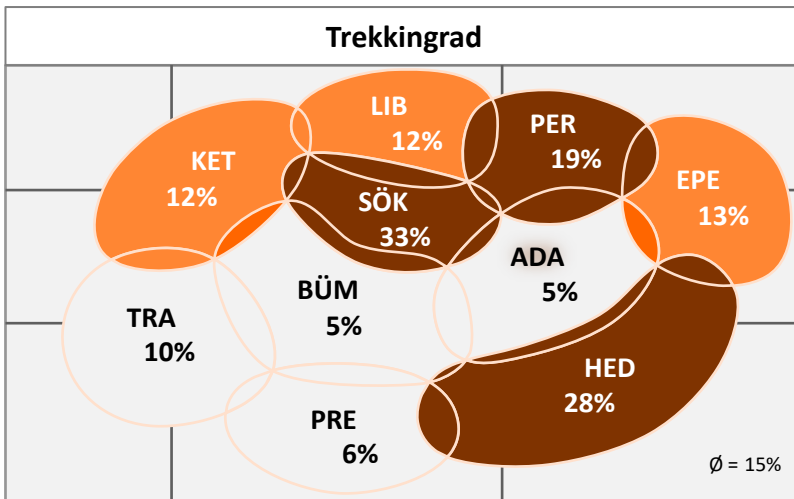 Trekkingrad
LIB
12%
PER
19%
KET
12%
EPE
13%
SÖK
33%
ADA
5%
BÜM
5%
TRA
10%
HED
28%
PRE
6%
Ø = 15%